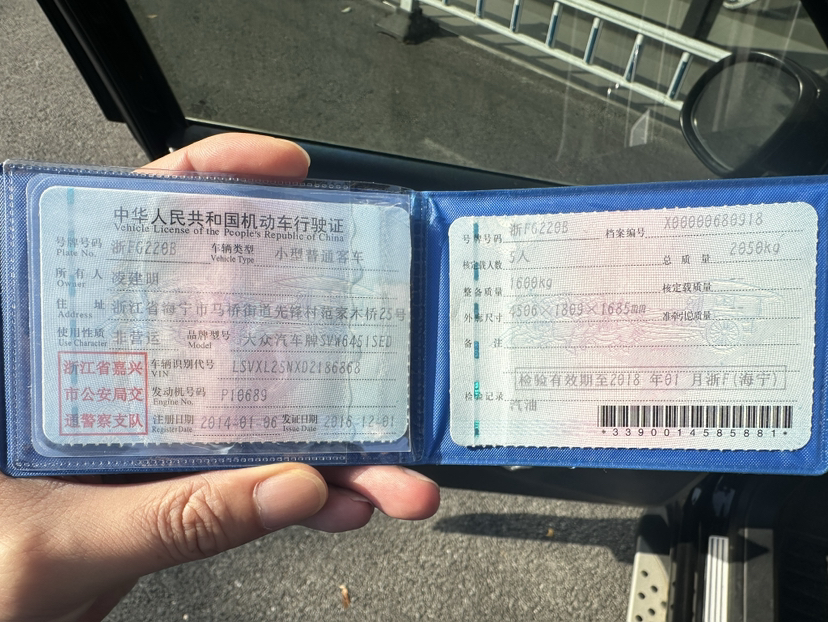 中华人民共和国机动车行驶证
Vehicle License of the People's Republic of China
号牌号码 浙FG220B 车辆类型 小型普通客车
Plate No. Vehicle Type
所有人 凌建明
Owner
住址 浙江省海宁市马桥街道先锋村范家木桥25号
Address
使用性质 非营运 品牌型号 大众汽车牌SVW6451SED
Use Character Model
浙江省嘉兴
市公安局交
通警察支队
车辆识别代号 LSVXL25NXD2186868
VIN
发动机号码 P10689
Engine No.
注册日期 2014-01-06 发证日期 2016-12-01
Register Date Issue Date
号牌号码 浙FG220B 档案编号 X00000680918
核定载人数 5人 总质量 2050kg
整备质量 1600kg 核定载质量
外廓尺寸 4506×1809×1685mm 准牵引总质量
备注
检验有效期至2018年01月浙F(海宁)
检验记录
汽油
*3390014585881*